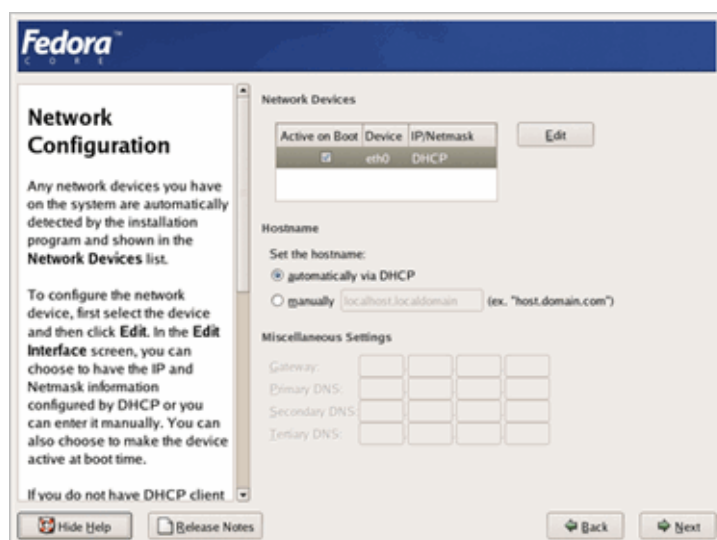 Fedora™
CORE
Network
Configuration
Any network devices you have
on the system are automatically
detected by the installation
program and shown in the
Network Devices list.
To configure the network
device, first select the device
and then click Edit. In the Edit
Interface screen, you can
choose to have the IP and
Netmask information
configured by DHCP or you
can enter it manually. You can
also choose to make the device
active at boot time.
If you do not have DHCP client
Network Devices
Active on Boot Device IP/Netmask
eth0 DHCP
Edit
Hostname
Set the hostname:
automatically via DHCP
manually localhost.localdomain (ex. "host.domain.com")
Miscellaneous Settings
Gateway:
Primary DNS:
Secondary DNS:
Tertiary DNS:
Hide Help
Release Notes
Back
Next